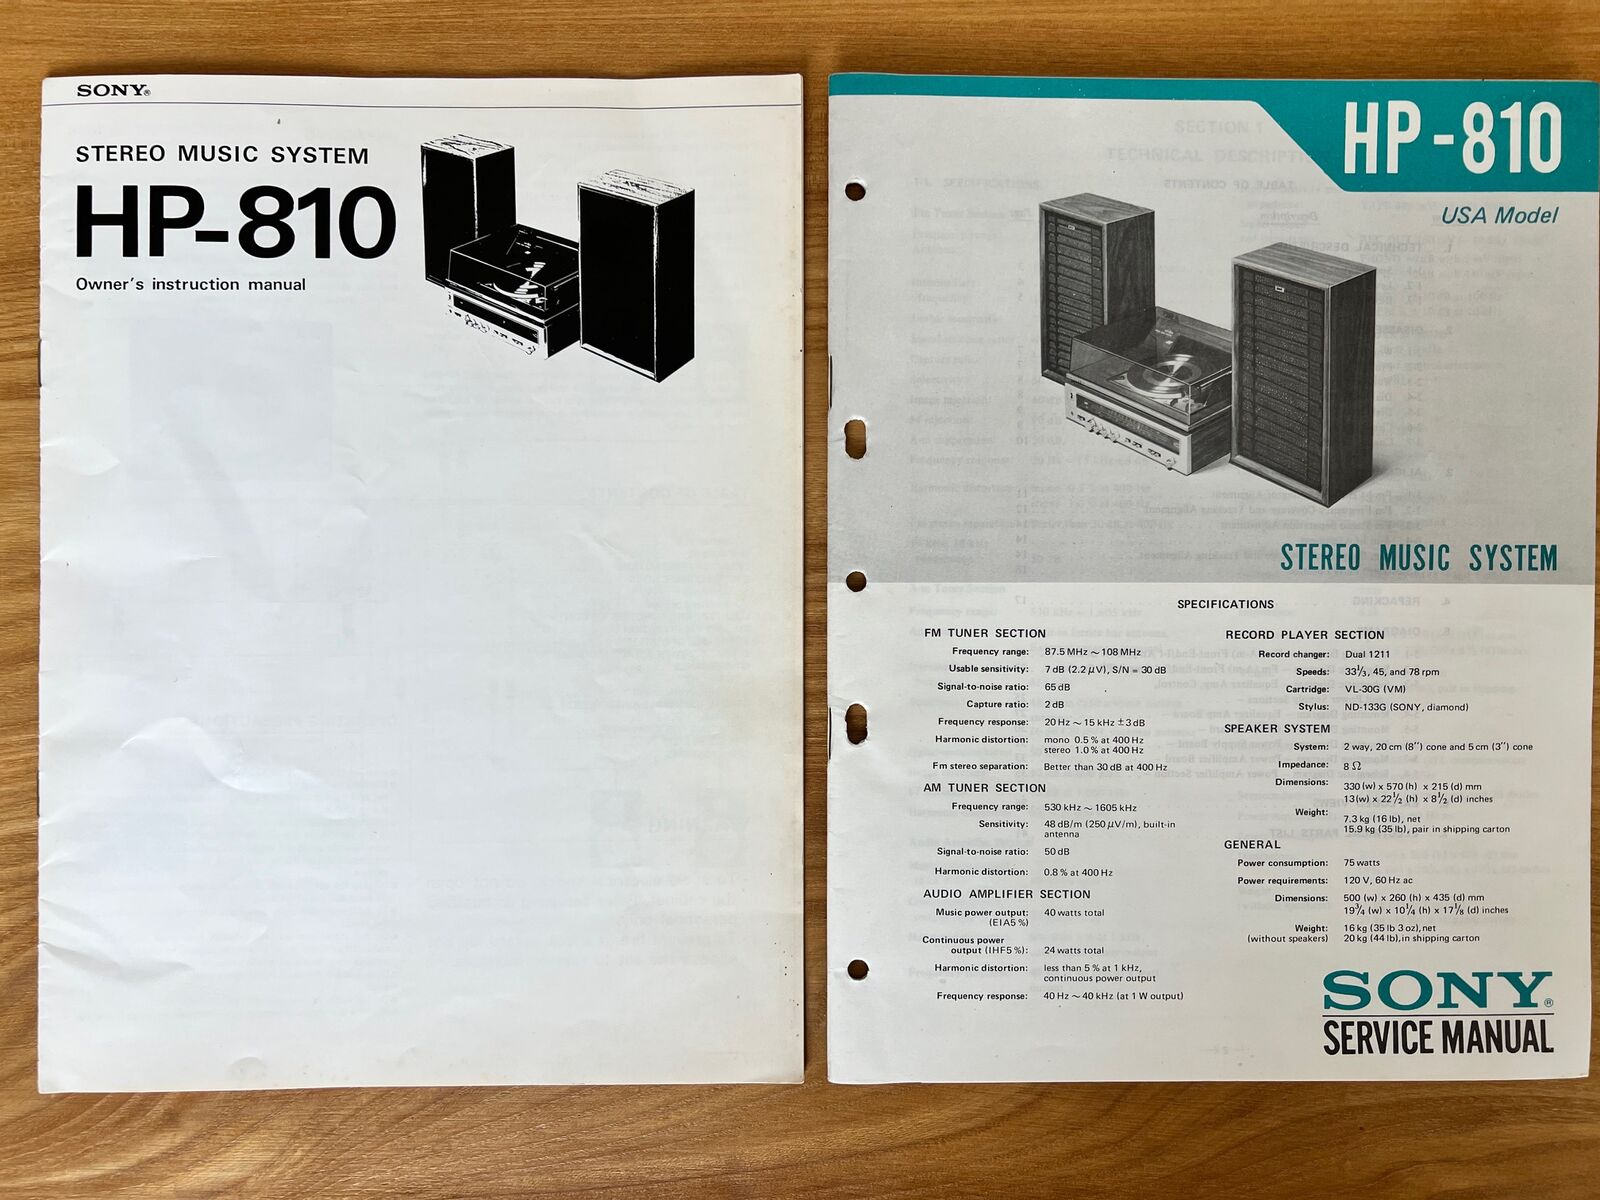 SONY®
STEREO MUSIC SYSTEM
HP-810
Owner's instruction manual
HP-810
USA Model
STEREO MUSIC SYSTEM
SPECIFICATIONS
FM TUNER SECTION
Frequency range: 87.5 MHz ~ 108 MHz
Usable sensitivity: 7 dB (2.2 μV), S/N = 30 dB
Signal-to-noise ratio: 65 dB
Capture ratio: 2 dB
Frequency response: 20 Hz ~ 15 kHz ±3 dB
Harmonic distortion: mono 0.5 % at 400 Hz
stereo 1.0 % at 400 Hz
Fm stereo separation: Better than 30 dB at 400 Hz
AM TUNER SECTION
Frequency range: 530 kHz ~ 1605 kHz
Sensitivity: 48 dB/m (250 μV/m), built-in
antenna
Signal-to-noise ratio: 50 dB
Harmonic distortion: 0.8 % at 400 Hz
AUDIO AMPLIFIER SECTION
Music power output: 40 watts total
(EIA5 %)
Continuous power
output (IHF5 %): 24 watts total
Harmonic distortion: less than 5 % at 1 kHz,
continuous power output
Frequency response: 40 Hz ~ 40 kHz (at 1 W output)
RECORD PLAYER SECTION
Record changer: Dual 1211
Speeds: 33⅓, 45, and 78 rpm
Cartridge: VL-30G (VM)
Stylus: ND-133G (SONY, diamond)
SPEAKER SYSTEM
System: 2 way, 20 cm (8") cone and 5 cm (3") cone
Impedance: 8 Ω
Dimensions: 330 (w) x 570 (h) x 215 (d) mm
13 (w) x 22½ (h) x 8½ (d) inches
Weight: 7.3 kg (16 lb), net
15.9 kg (35 lb), pair in shipping carton
GENERAL
Power consumption: 75 watts
Power requirements: 120 V, 60 Hz ac
Dimensions: 500 (w) x 260 (h) x 435 (d) mm
19¾ (w) x 10¼ (h) x 17⅛ (d) inches
Weight: 16 kg (35 lb 3 oz), net
(without speakers) 20 kg (44 lb), in shipping carton
SONY®
SERVICE MANUAL